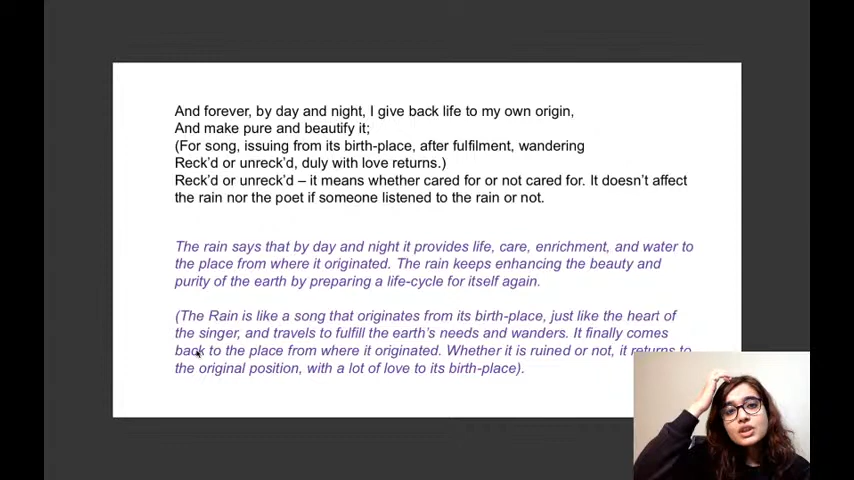 And forever, by day and night, I give back life to my own origin,
And make pure and beautify it;
(For song, issuing from its birth-place, after fulfilment, wandering
Reck'd or unreck'd, duly with love returns.)
Reck'd or unreck'd – it means whether cared for or not cared for. It doesn't affect
the rain nor the poet if someone listened to the rain or not.
The rain says that by day and night it provides life, care, enrichment, and water to
the place from where it originated. The rain keeps enhancing the beauty and
purity of the earth by preparing a life-cycle for itself again.
(The Rain is like a song that originates from its birth-place, just like the heart of
the singer, and travels to fulfill the earth's needs and wanders. It finally comes
back to the place from where it originated. Whether it is ruined or not, it returns to
the original position, with a lot of love to its birth-place).